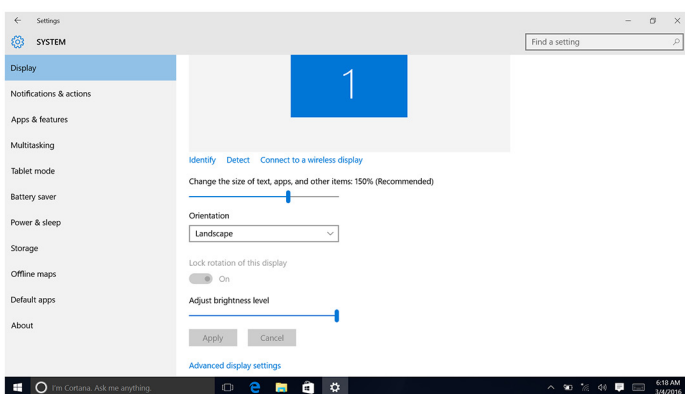 Settings
SYSTEM
Find a setting
Display
Notifications & actions
Apps & features
Multitasking
Tablet mode
Battery saver
Power & sleep
Storage
Offline maps
Default apps
About
1
Identify Detect Connect to a wireless display
Change the size of text, apps, and other items: 150% (Recommended)
Orientation
Landscape
Lock rotation of this display
On
Adjust brightness level
Apply Cancel
Advanced display settings
I'm Cortana. Ask me anything.
6:18 AM
3/4/2016